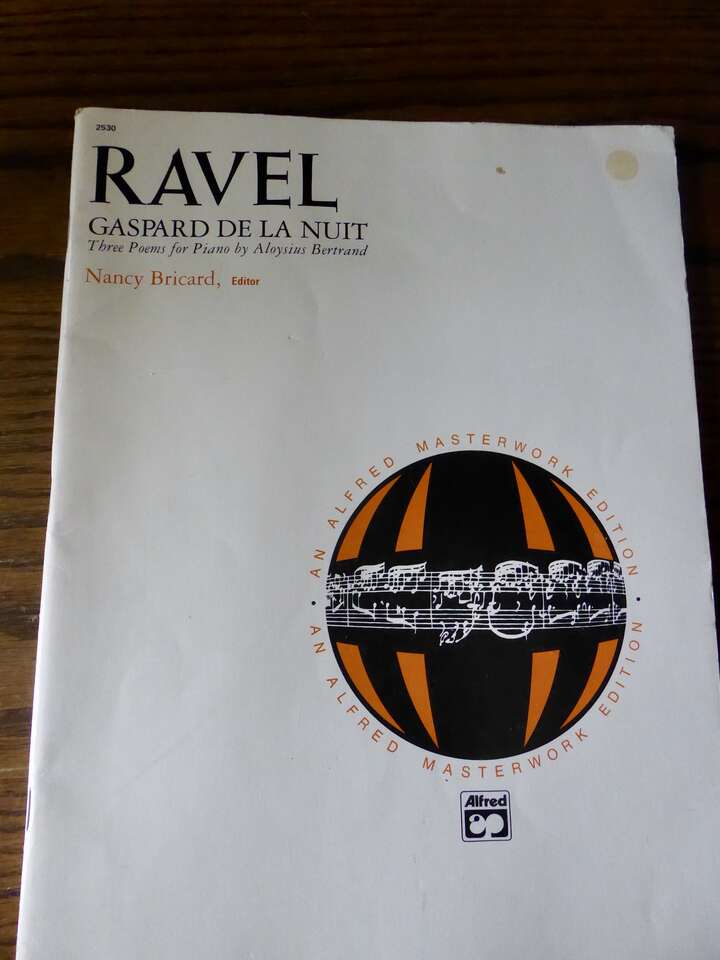 2530
RAVEL
GASPARD DE LA NUIT
Three Poems for Piano by Aloysius Bertrand
Nancy Bricard, Editor
AN ALFRED MASTERWORK EDITION •
AN ALFRED MASTERWORK EDITION •
Alfred
ap